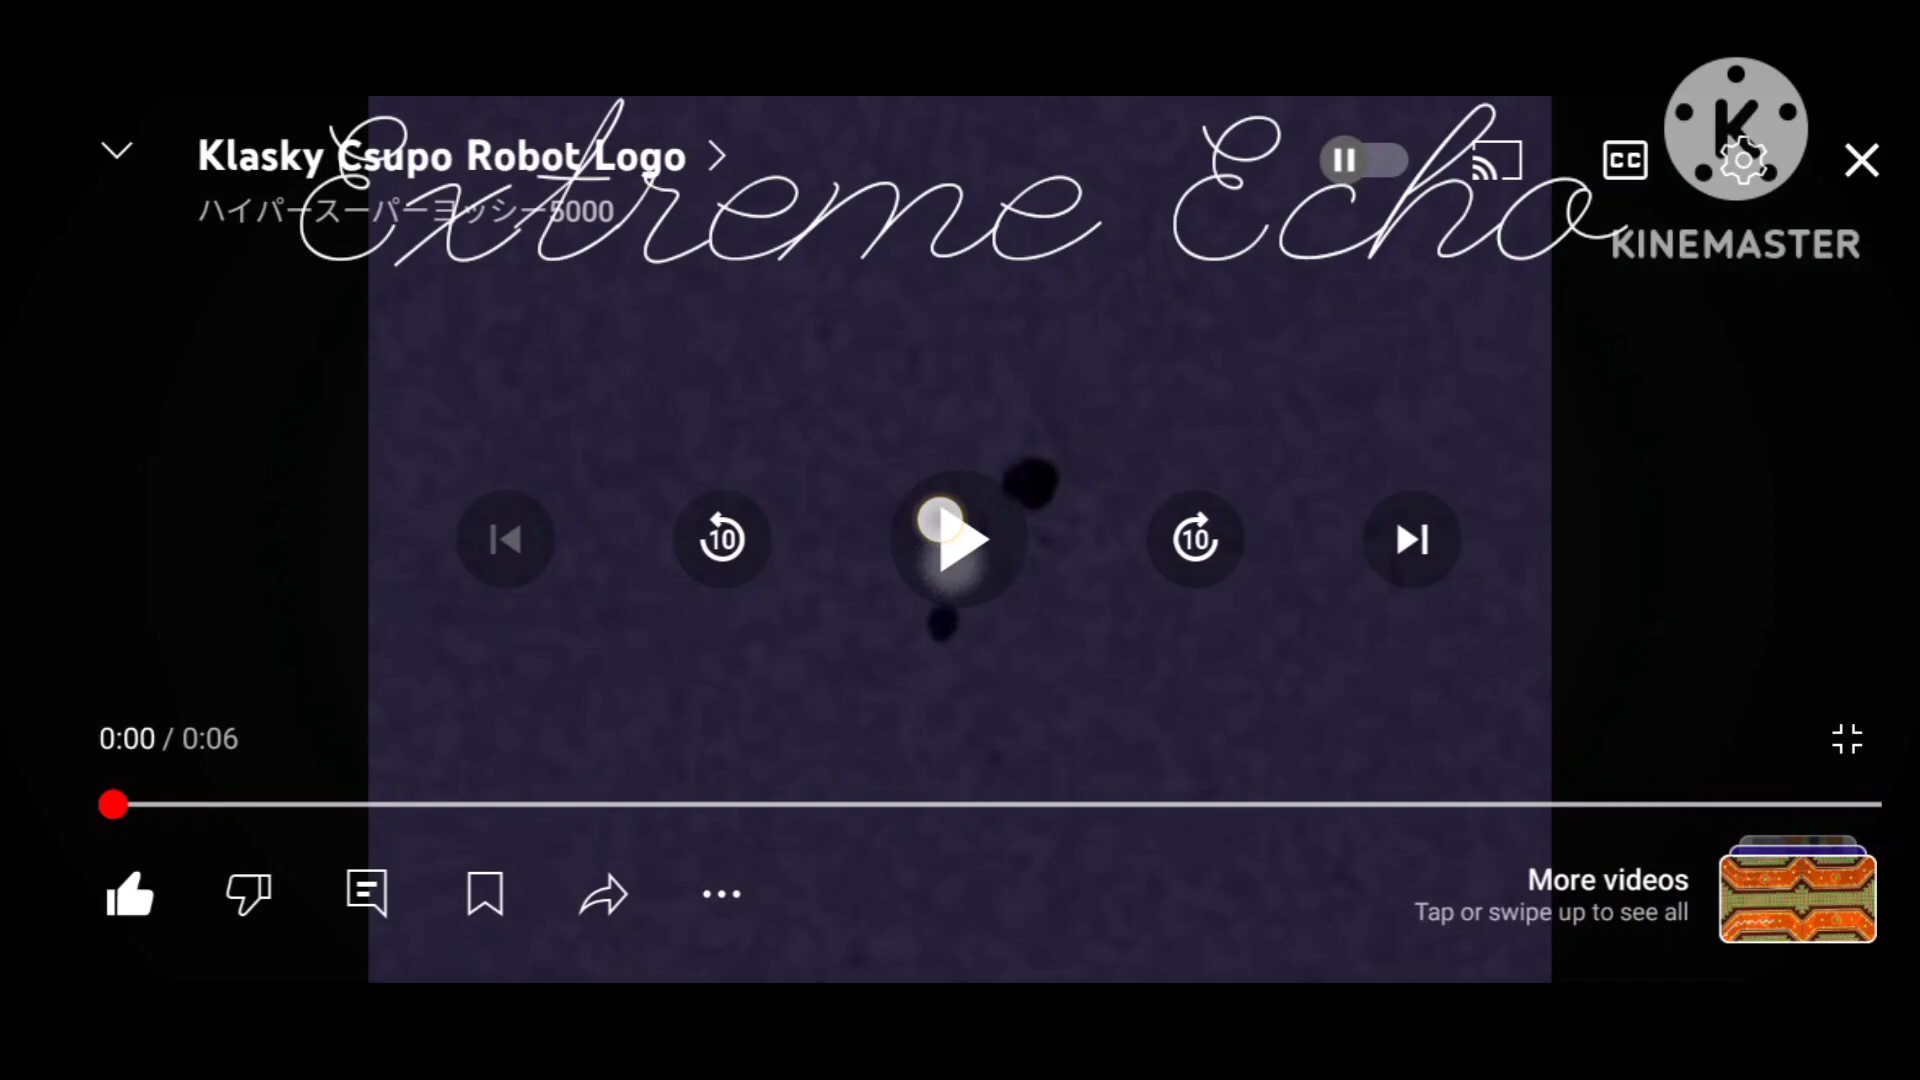 Extreme Echo
Klasky Csupo Robot Logo
ハイパースーパーヨッシー5000
CC
K
KINEMASTER
10
10
0:00 / 0:06
More videos
Tap or swipe up to see all